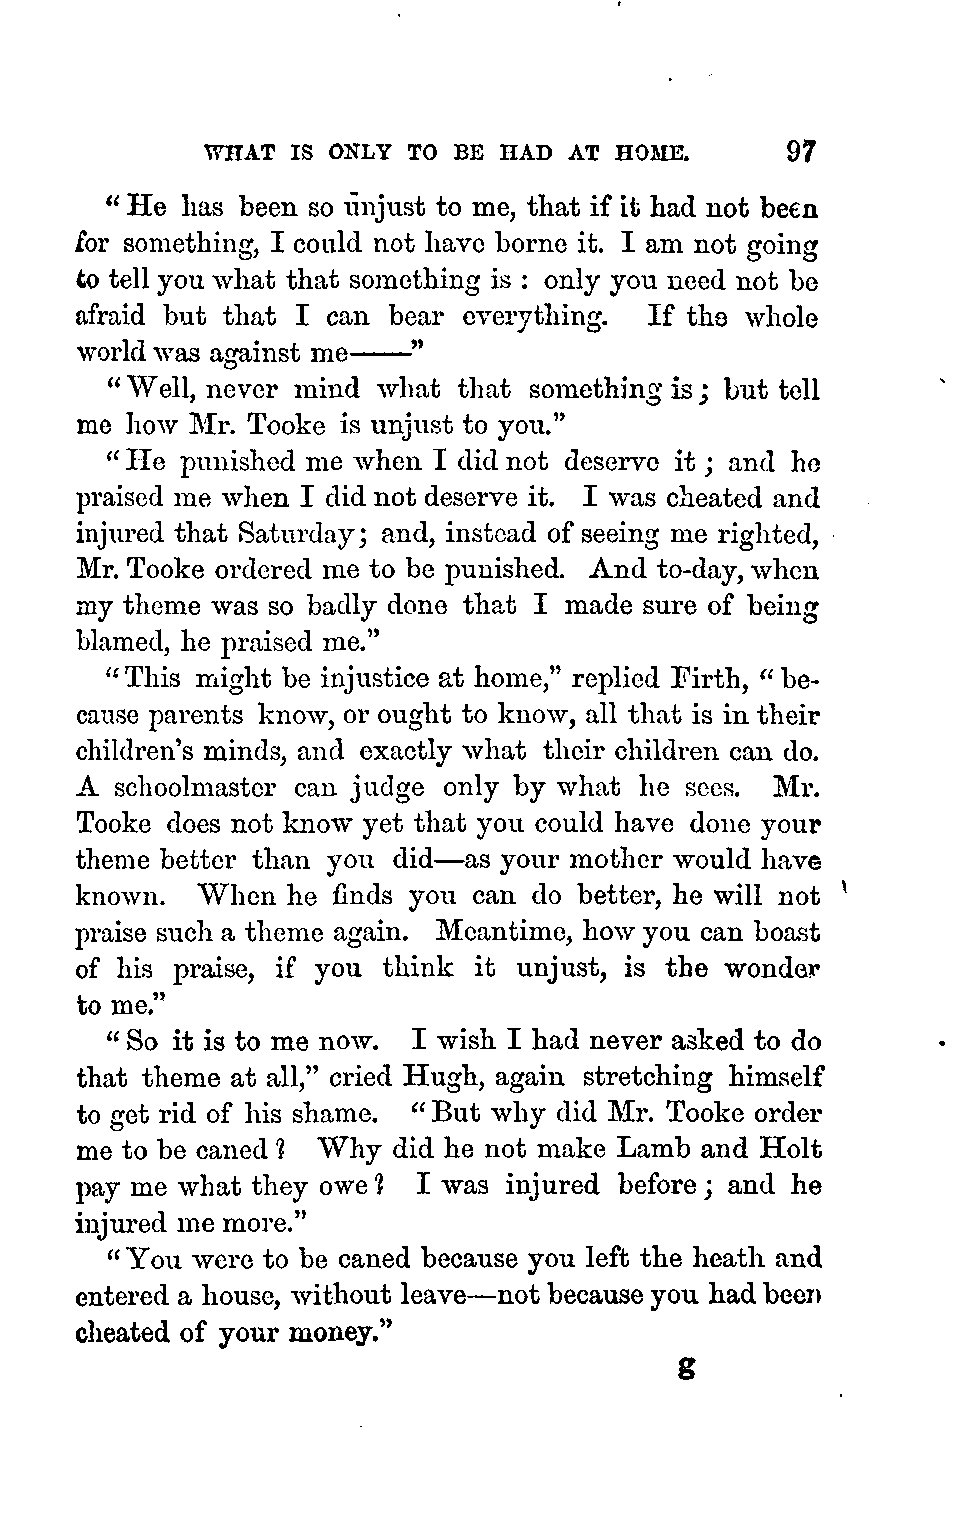 WHAT IS ONLY TO BE HAD AT HOME. 97
"He has been so unjust to me, that if it had not been
for something, I could not have borne it. I am not going
to tell you what that something is : only you need not be
afraid but that I can bear everything. If the whole
world was against me——"
"Well, never mind what that something is; but tell
me how Mr. Tooke is unjust to you."
"He punished me when I did not deserve it; and he
praised me when I did not deserve it. I was cheated and
injured that Saturday; and, instead of seeing me righted,
Mr. Tooke ordered me to be punished. And to-day, when
my theme was so badly done that I made sure of being
blamed, he praised me."
"This might be injustice at home," replied Firth, "be-
cause parents know, or ought to know, all that is in their
children's minds, and exactly what their children can do.
A schoolmaster can judge only by what he sees. Mr.
Tooke does not know yet that you could have done your
theme better than you did—as your mother would have
known. When he finds you can do better, he will not
praise such a theme again. Meantime, how you can boast
of his praise, if you think it unjust, is the wonder
to me."
"So it is to me now. I wish I had never asked to do
that theme at all," cried Hugh, again stretching himself
to get rid of his shame. "But why did Mr. Tooke order
me to be caned? Why did he not make Lamb and Holt
pay me what they owe? I was injured before; and he
injured me more."
"You were to be caned because you left the heath and
entered a house, without leave—not because you had been
cheated of your money."
g